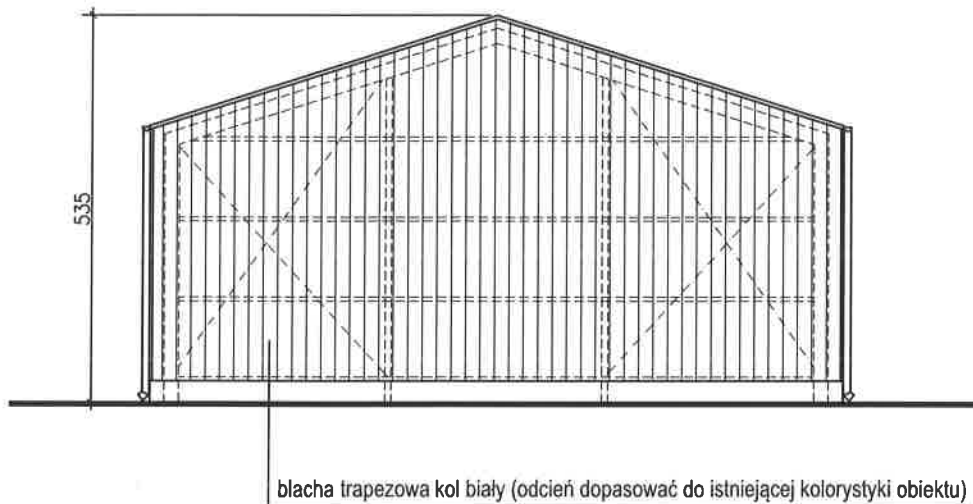 535
blacha trapezowa kol biały (odcień dopasować do istniejącej kolorystyki obiektu)